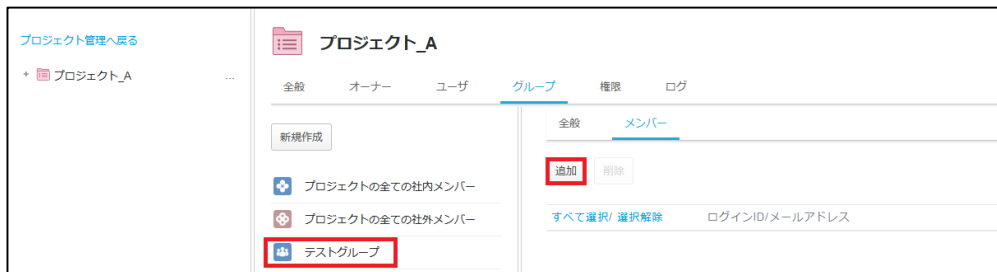 プロジェクト管理へ戻る
+ プロジェクト_A ...
プロジェクト_A
全般 オーナー ユーザ グループ 権限 ログ
新規作成
プロジェクトの全ての社内メンバー
プロジェクトの全ての社外メンバー
テストグループ
全般 メンバー
追加 削除
すべて選択/ 選択解除 ログインID/メールアドレス